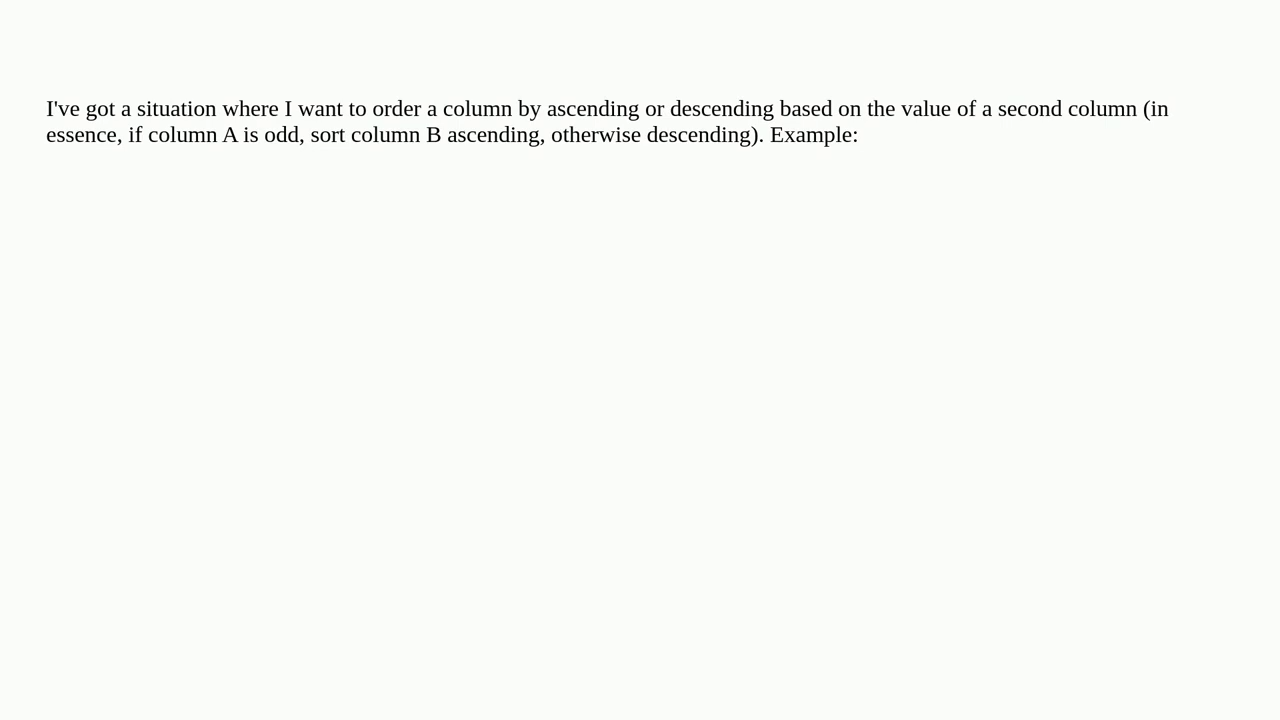 I've got a situation where I want to order a column by ascending or descending based on the value of a second column (in
essence, if column A is odd, sort column B ascending, otherwise descending). Example: